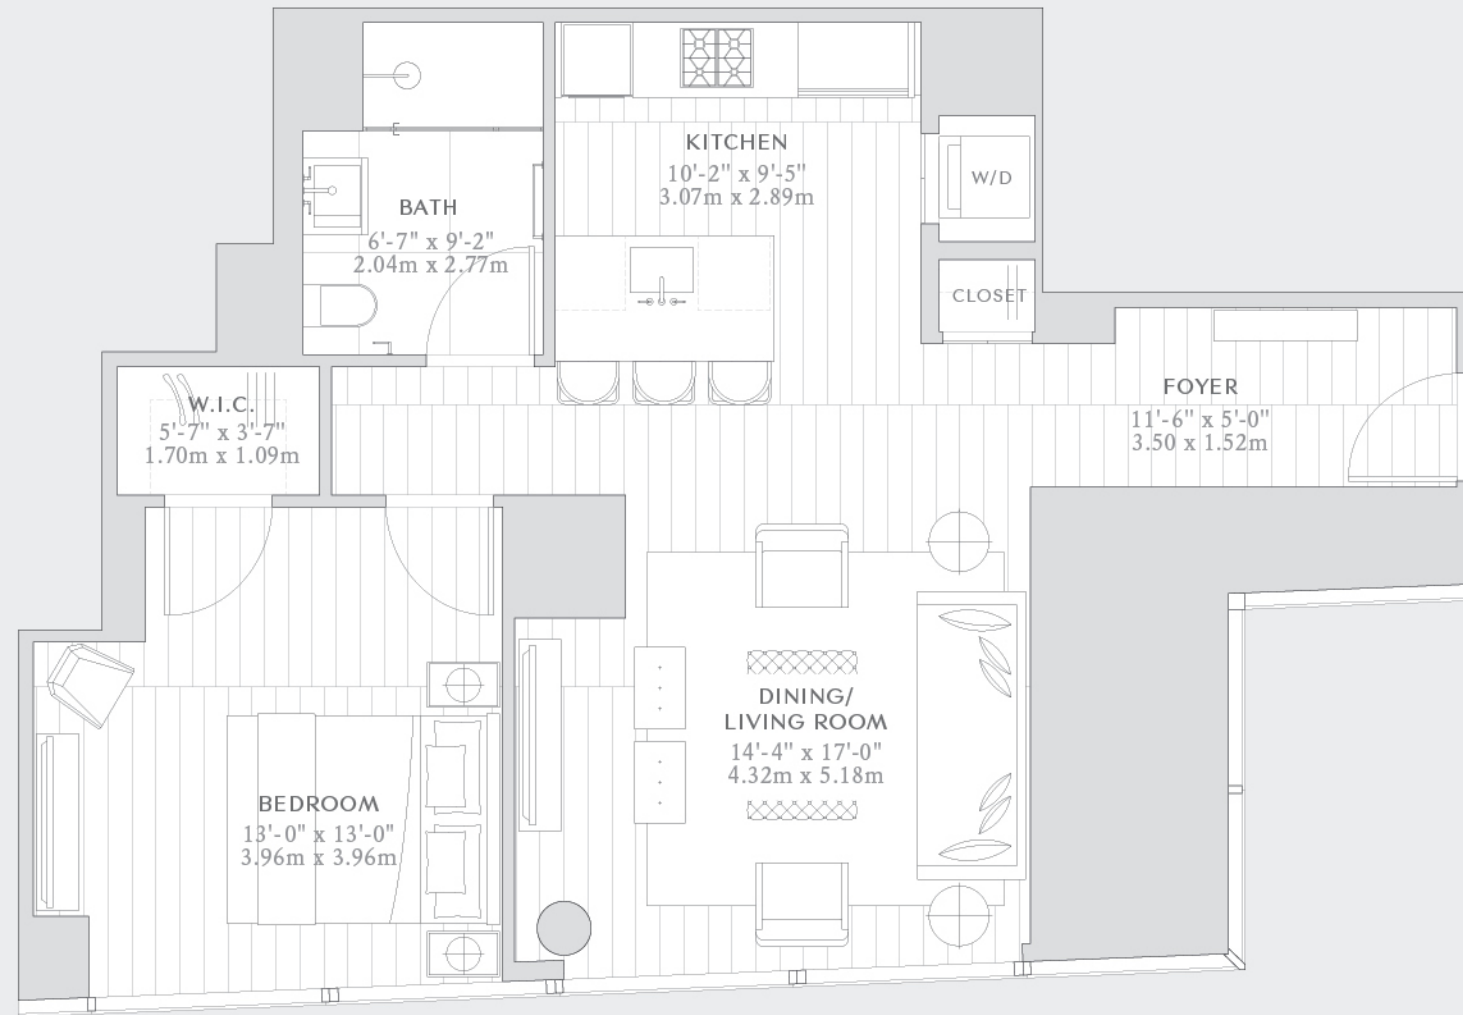 KITCHEN
10'-2" x 9'-5"
3.07m x 2.89m
W/D
BATH
6'-7" x 9'-2"
2.04m x 2.77m
CLOSET
FOYER
11'-6" x 5'-0"
3.50 x 1.52m
W.I.C.
5'-7" x 3'-7"
1.70m x 1.09m
DINING/
LIVING ROOM
14'-4" x 17'-0"
4.32m x 5.18m
BEDROOM
13'-0" x 13'-0"
3.96m x 3.96m